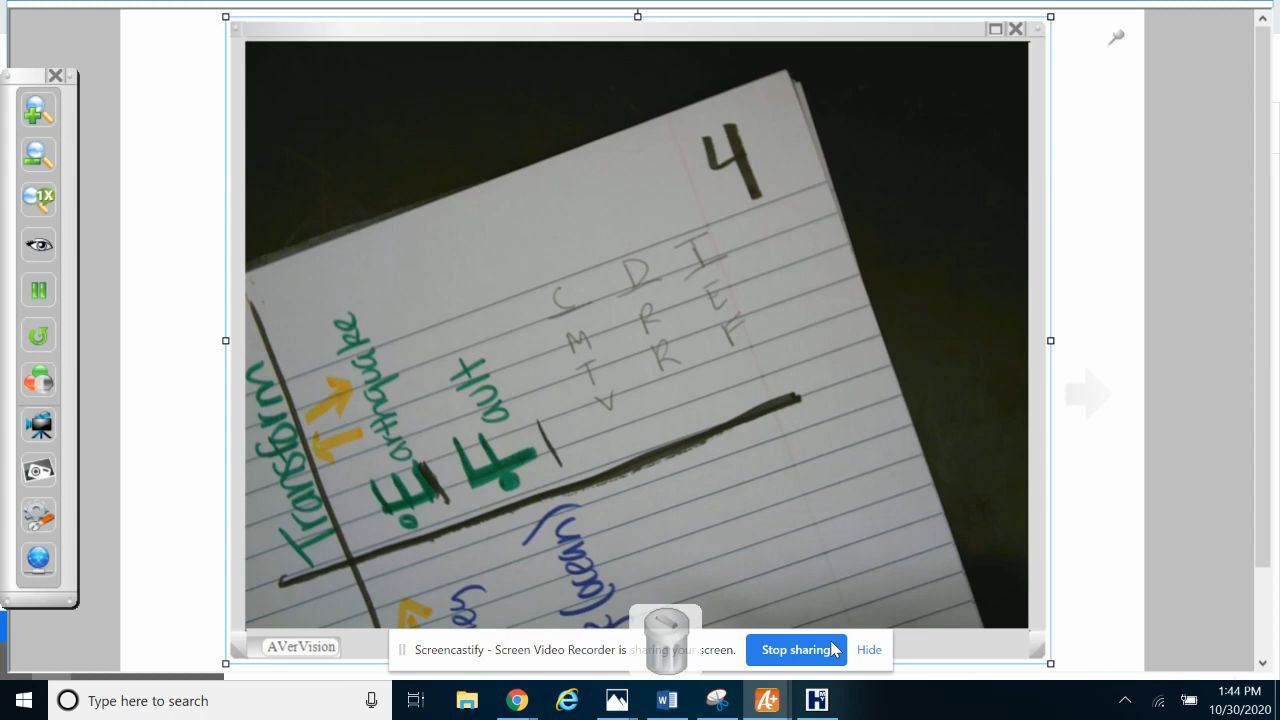 4
I E F
D R R
C M T V
Transform
Earthquake
Fault
(ocean)
AVerVision
Screencastify - Screen Video Recorder is sharing your screen.
Stop sharing
Hide
Type here to search
1:44 PM
10/30/2020